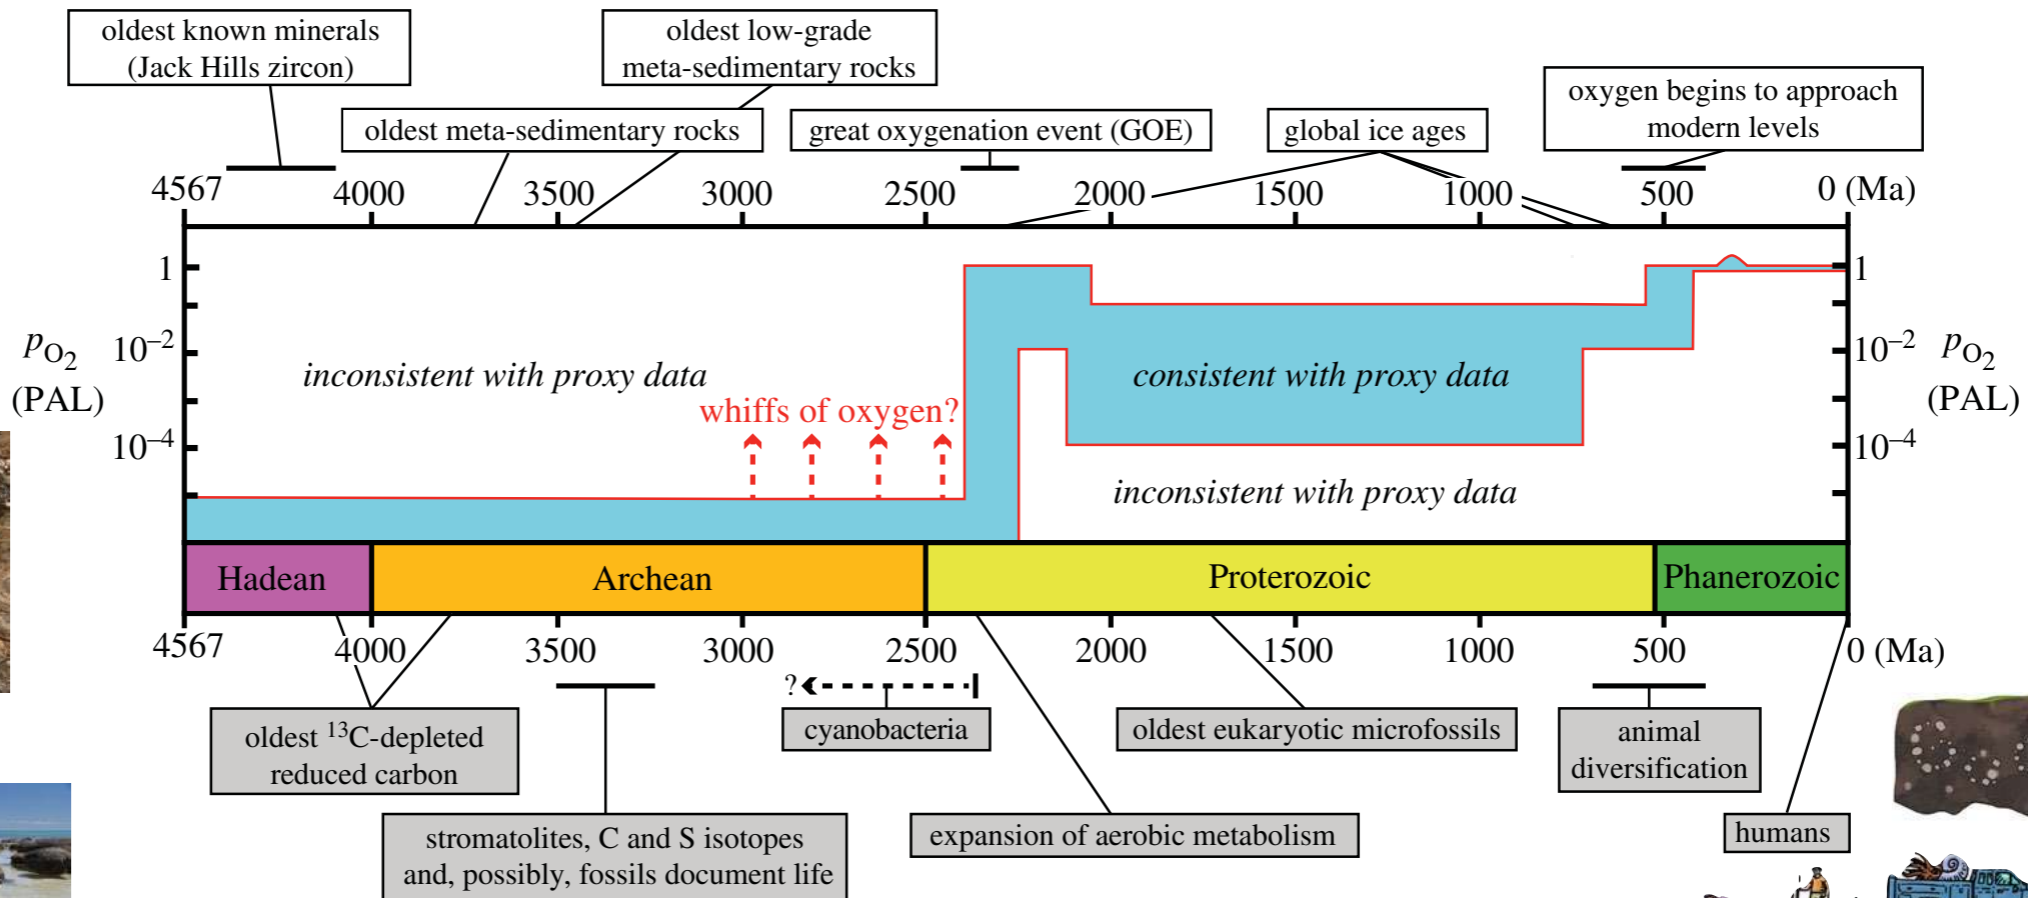 oldest known minerals
(Jack Hills zircon)
oldest low-grade
meta-sedimentary rocks
oldest meta-sedimentary rocks
great oxygenation event (GOE)
global ice ages
oxygen begins to approach
modern levels
4567 4000 3500 3000 2500 2000 1500 1000 500 0 (Ma)
1 1
10⁻² 10⁻²
10⁻⁴ 10⁻⁴
pO₂
(PAL)
pO₂
(PAL)
inconsistent with proxy data
consistent with proxy data
whiffs of oxygen?
inconsistent with proxy data
Hadean Archean Proterozoic Phanerozoic
4567 4000 3500 3000 2500 2000 1500 1000 500 0 (Ma)
?
oldest ¹³C-depleted
reduced carbon
cyanobacteria
oldest eukaryotic microfossils
animal
diversification
stromatolites, C and S isotopes
and, possibly, fossils document life
expansion of aerobic metabolism
humans